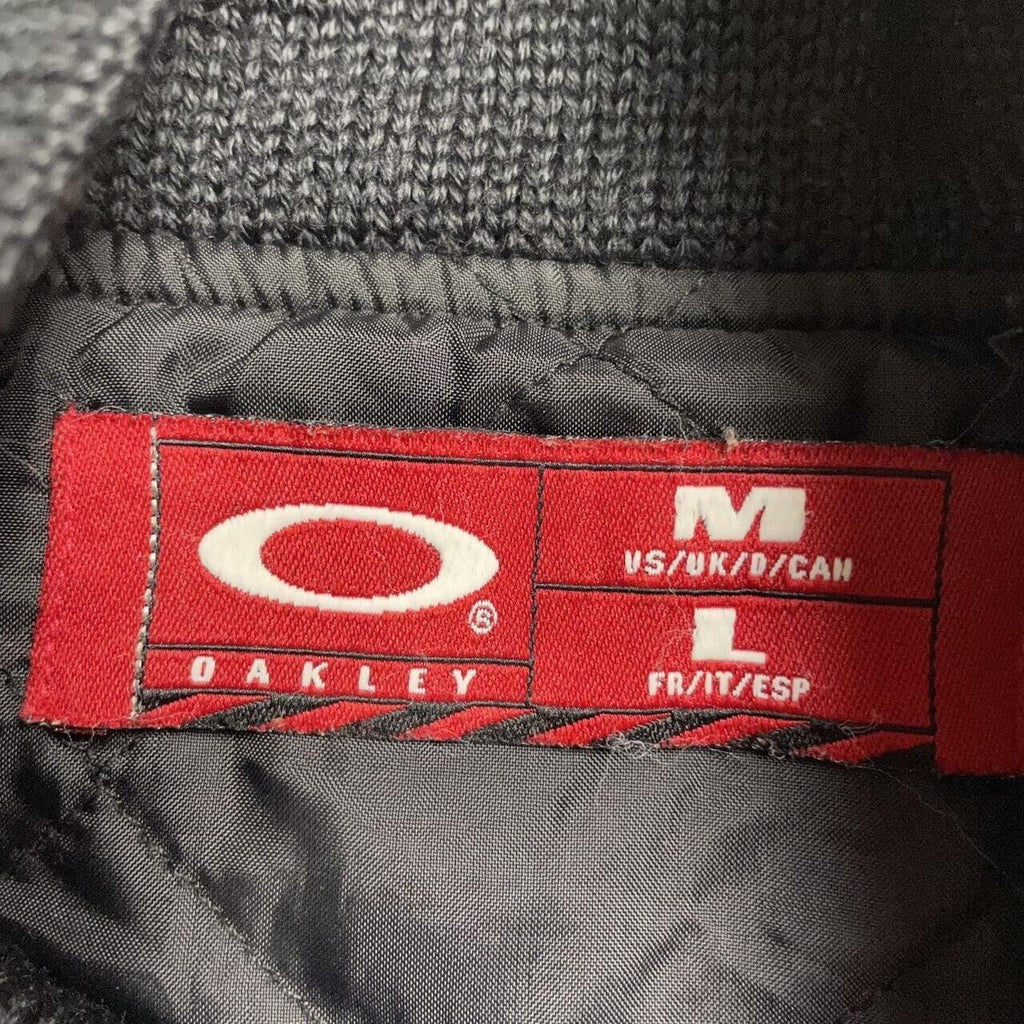 ®
OAKLEY
M
US/UK/D/CAN
L
FR/IT/ESP